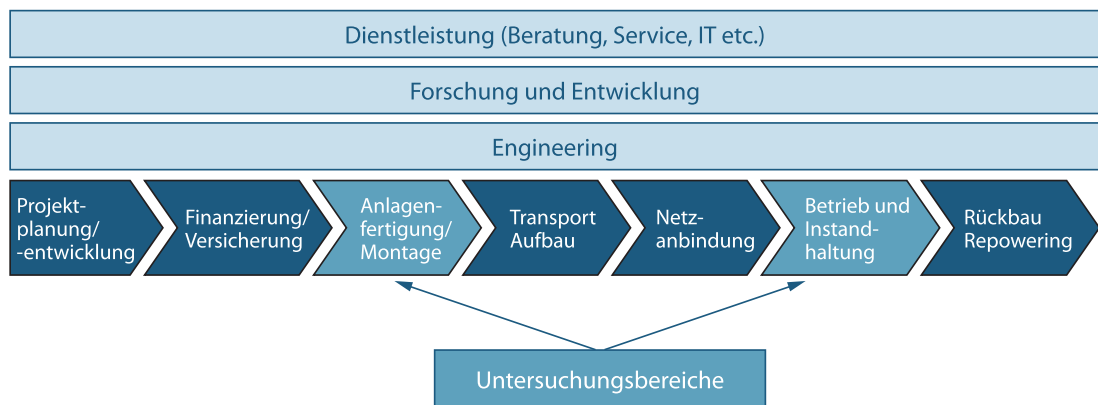 Dienstleistung (Beratung, Service, IT etc.)
Forschung und Entwicklung
Engineering
Projekt-
planung/
-entwicklung
Finanzierung/
Versicherung
Anlagen-
fertigung/
Montage
Transport
Aufbau
Netz-
anbindung
Betrieb und
Instand-
haltung
Rückbau
Repowering
Untersuchungsbereiche